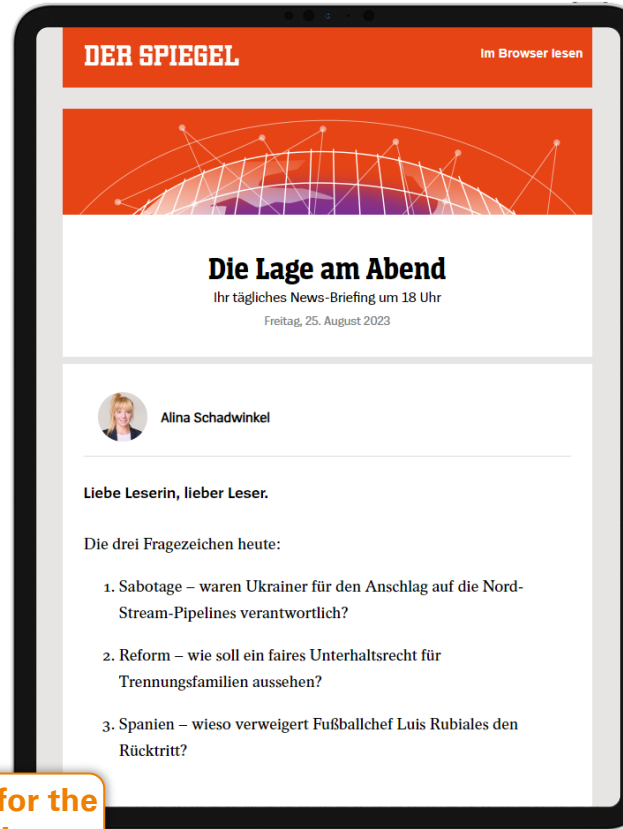 DER SPIEGEL
Im Browser lesen
Die Lage am Abend
Ihr tägliches News-Briefing um 18 Uhr
Freitag, 25. August 2023
Alina Schadwinkel
Liebe Leserin, lieber Leser.
Die drei Fragezeichen heute:
1. Sabotage – waren Ukrainer für den Anschlag auf die Nord-
Stream-Pipelines verantwortlich?
2. Reform – wie soll ein faires Unterhaltsrecht für
Trennungsfamilien aussehen?
3. Spanien – wieso verweigert Fußballchef Luis Rubiales den
Rücktritt?
for the